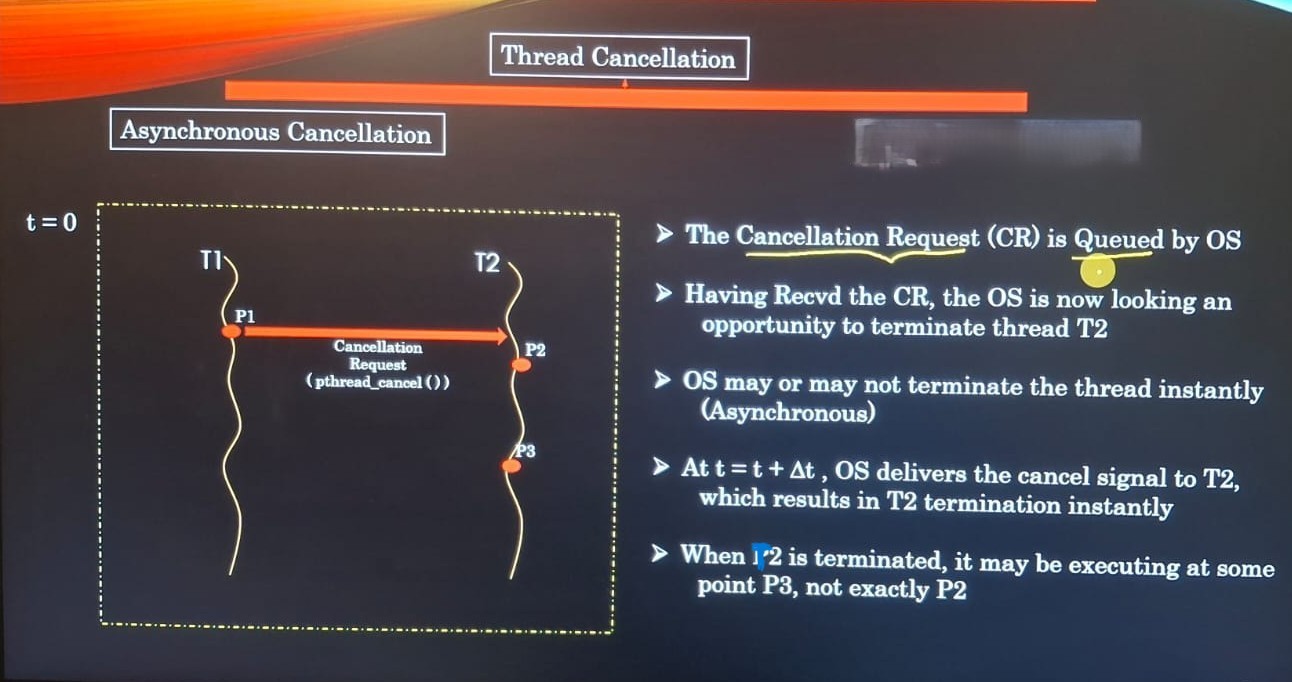 Thread Cancellation
Asynchronous Cancellation
t = 0
T1
T2
P1
P2
Cancellation
Request
(pthread_cancel())
P3
➤ The Cancellation Request (CR) is Queued by OS
➤ Having Recvd the CR, the OS is now looking an
opportunity to terminate thread T2
➤ OS may or may not terminate the thread instantly
(Asynchronous)
➤ At t = t + Δt , OS delivers the cancel signal to T2,
which results in T2 termination instantly
➤ When T2 is terminated, it may be executing at some
point P3, not exactly P2